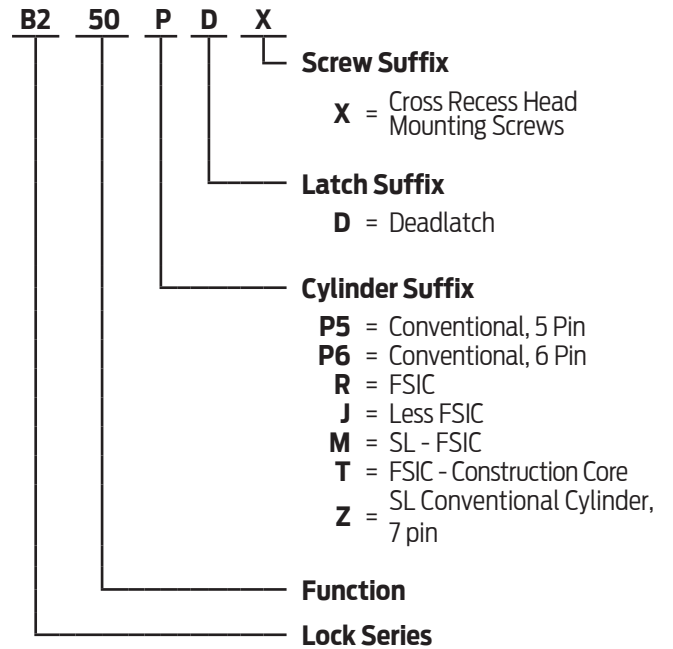 B2 50 P D X
Screw Suffix
X = Cross Recess Head
Mounting Screws
Latch Suffix
D = Deadlatch
Cylinder Suffix
P5 = Conventional, 5 Pin
P6 = Conventional, 6 Pin
R = FSIC
J = Less FSIC
M = SL - FSIC
T = FSIC - Construction Core
Z = SL Conventional Cylinder,
7 pin
Function
Lock Series